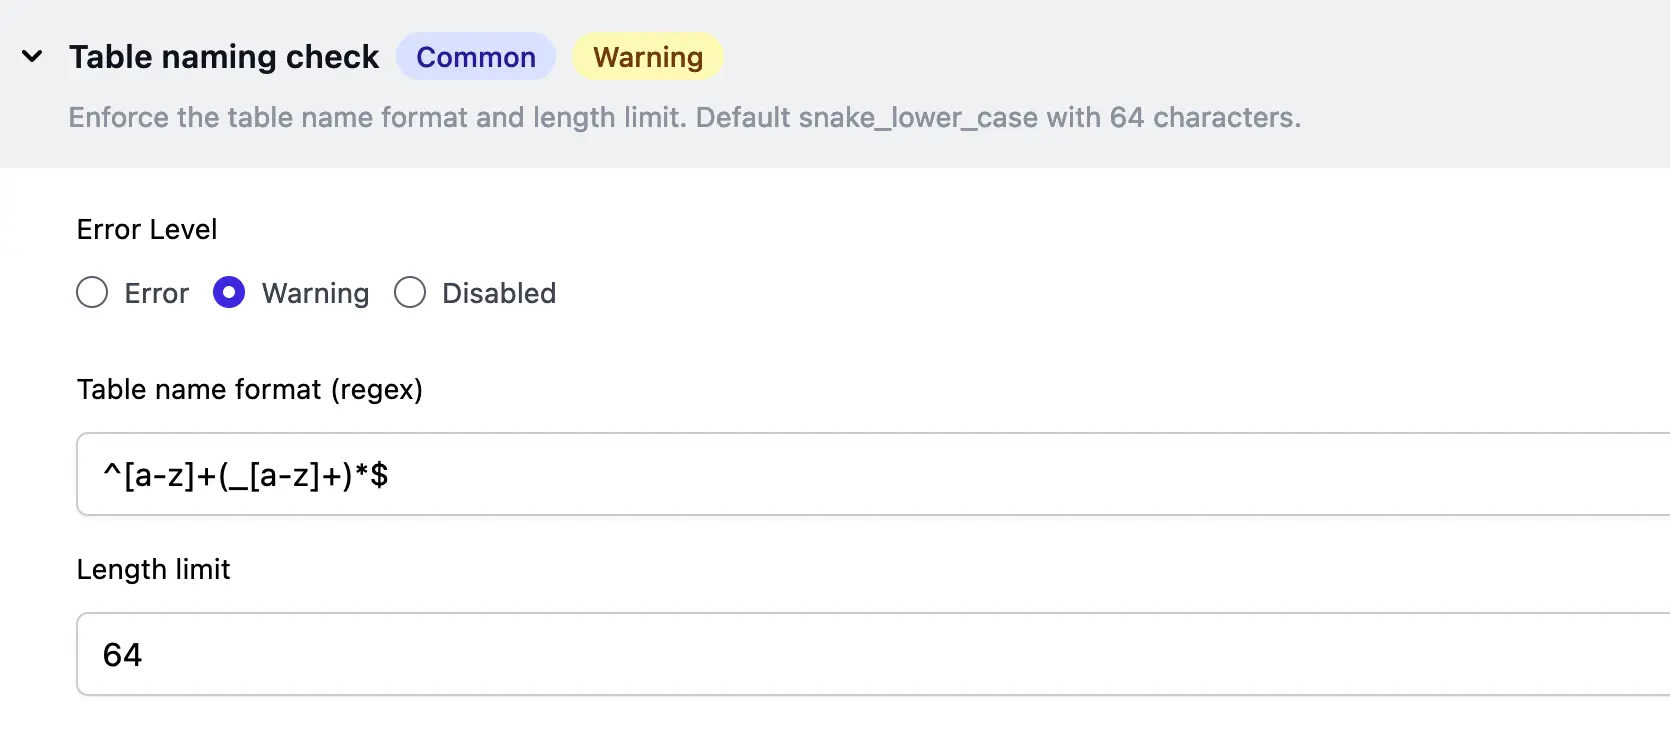 Table naming check Common Warning
Enforce the table name format and length limit. Default snake_lower_case with 64 characters.
Error Level
Error Warning Disabled
Table name format (regex)
^[a-z]+(_[a-z]+)*$
Length limit
64